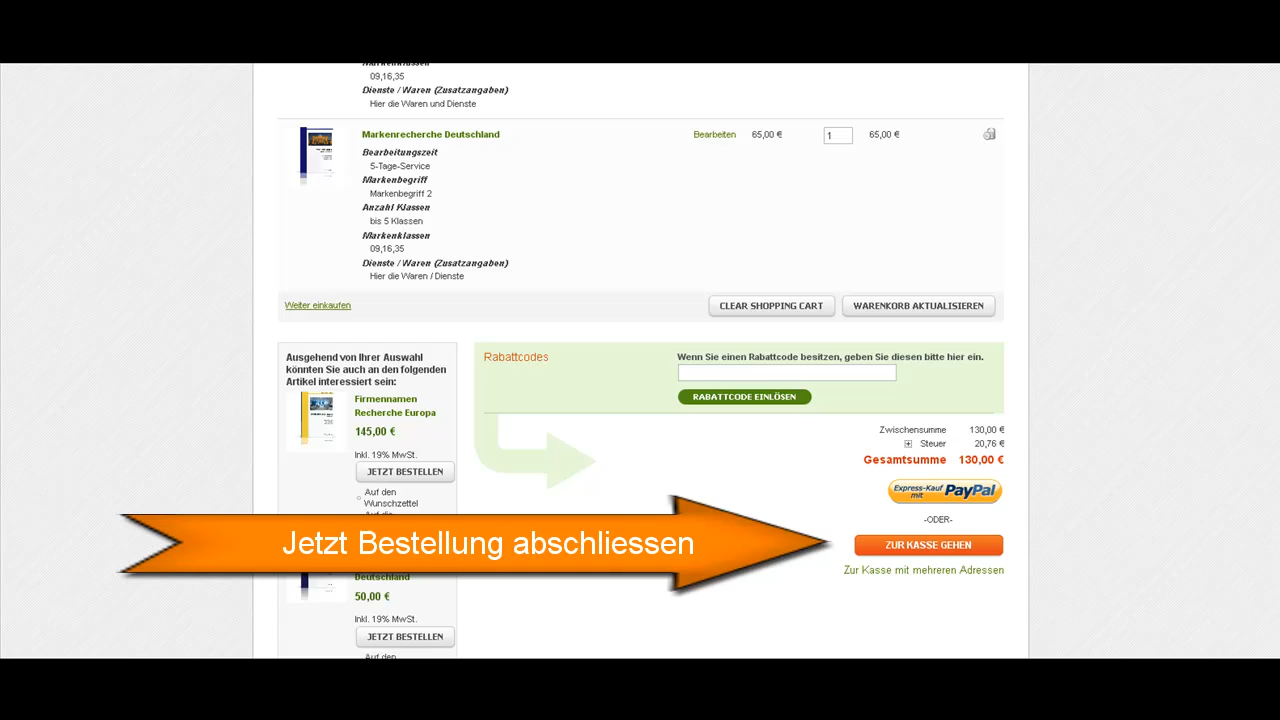 Markenklassen
09,16,35
Dienste / Waren (Zusatzangaben)
Hier die Waren und Dienste
Markenrecherche Deutschland
Bearbeiten
65,00 €
1
65,00 €
Bearbeitungszeit
5-Tage-Service
Markenbegriff
Markenbegriff 2
Anzahl Klassen
bis 5 Klassen
Markenklassen
09,16,35
Dienste / Waren (Zusatzangaben)
Hier die Waren / Dienste
Weiter einkaufen
CLEAR SHOPPING CART
WARENKORB AKTUALISIEREN
Ausgehend von Ihrer Auswahl
könnten Sie auch an den folgenden
Artikel interessiert sein:
Firmennamen
Recherche Europa
145,00 €
Inkl. 19% MwSt.
JETZT BESTELLEN
Auf den
Wunschzettel
Deutschland
50,00 €
Inkl. 19% MwSt.
JETZT BESTELLEN
Auf den
Rabattcodes
Wenn Sie einen Rabattcode besitzen, geben Sie diesen bitte hier ein.
RABATTCODE EINLÖSEN
Zwischensumme 130,00 €
Steuer 20,76 €
Gesamtsumme 130,00 €
Express-Kauf
mit PayPal
-ODER-
ZUR KASSE GEHEN
Zur Kasse mit mehreren Adressen
Jetzt Bestellung abschliessen